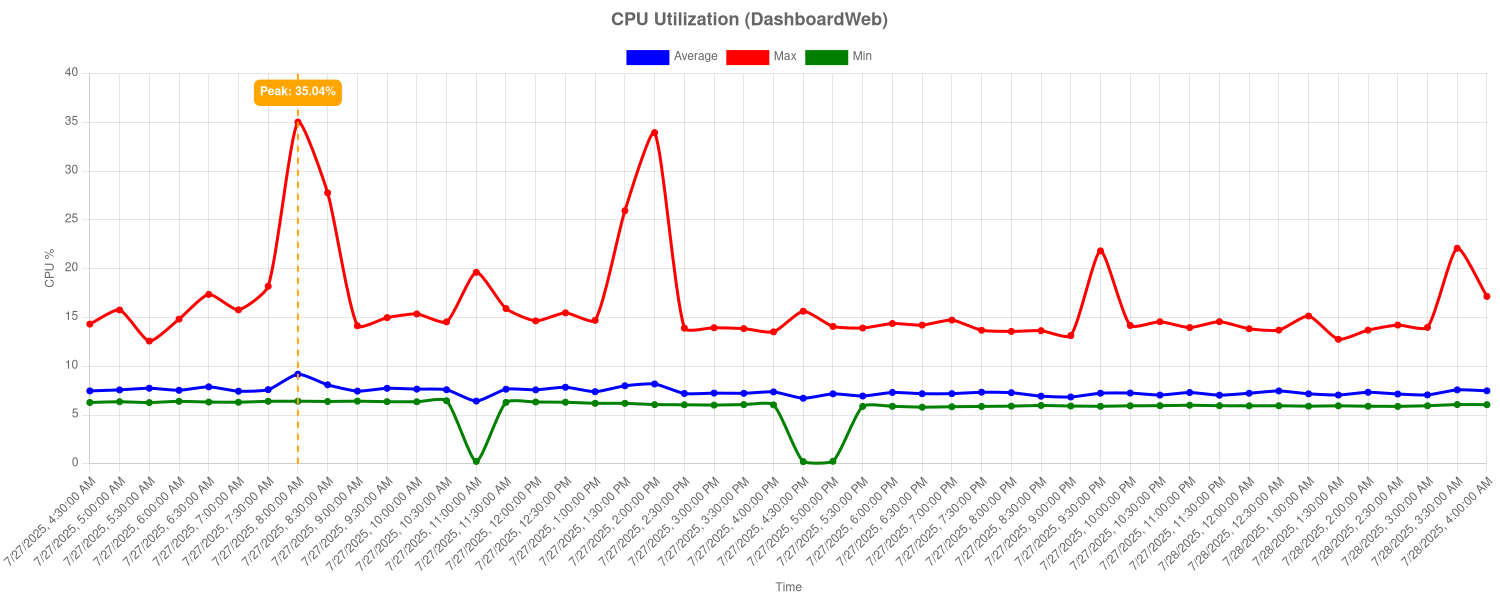 CPU Utilization (DashboardWeb)
Average Max Min
Peak: 35.04%
40
35
30
25
20
15
10
5
0
CPU %
7/27/2025, 4:30:00 AM
7/27/2025, 5:00:00 AM
7/27/2025, 5:30:00 AM
7/27/2025, 6:00:00 AM
7/27/2025, 6:30:00 AM
7/27/2025, 7:00:00 AM
7/27/2025, 7:30:00 AM
7/27/2025, 8:00:00 AM
7/27/2025, 8:30:00 AM
7/27/2025, 9:00:00 AM
7/27/2025, 9:30:00 AM
7/27/2025, 10:00:00 AM
7/27/2025, 10:30:00 AM
7/27/2025, 11:00:00 AM
7/27/2025, 11:30:00 AM
7/27/2025, 12:00:00 PM
7/27/2025, 12:30:00 PM
7/27/2025, 1:00:00 PM
7/27/2025, 1:30:00 PM
7/27/2025, 2:00:00 PM
7/27/2025, 2:30:00 PM
7/27/2025, 3:00:00 PM
7/27/2025, 3:30:00 PM
7/27/2025, 4:00:00 PM
7/27/2025, 4:30:00 PM
7/27/2025, 5:00:00 PM
7/27/2025, 5:30:00 PM
7/27/2025, 6:00:00 PM
7/27/2025, 6:30:00 PM
7/27/2025, 7:00:00 PM
7/27/2025, 7:30:00 PM
7/27/2025, 8:00:00 PM
7/27/2025, 8:30:00 PM
7/27/2025, 9:00:00 PM
7/27/2025, 9:30:00 PM
7/27/2025, 10:00:00 PM
7/27/2025, 10:30:00 PM
7/27/2025, 11:00:00 PM
7/27/2025, 11:30:00 PM
7/28/2025, 12:00:00 AM
7/28/2025, 12:30:00 AM
7/28/2025, 1:00:00 AM
7/28/2025, 1:30:00 AM
7/28/2025, 2:00:00 AM
7/28/2025, 2:30:00 AM
7/28/2025, 3:00:00 AM
7/28/2025, 3:30:00 AM
7/28/2025, 4:00:00 AM
Time